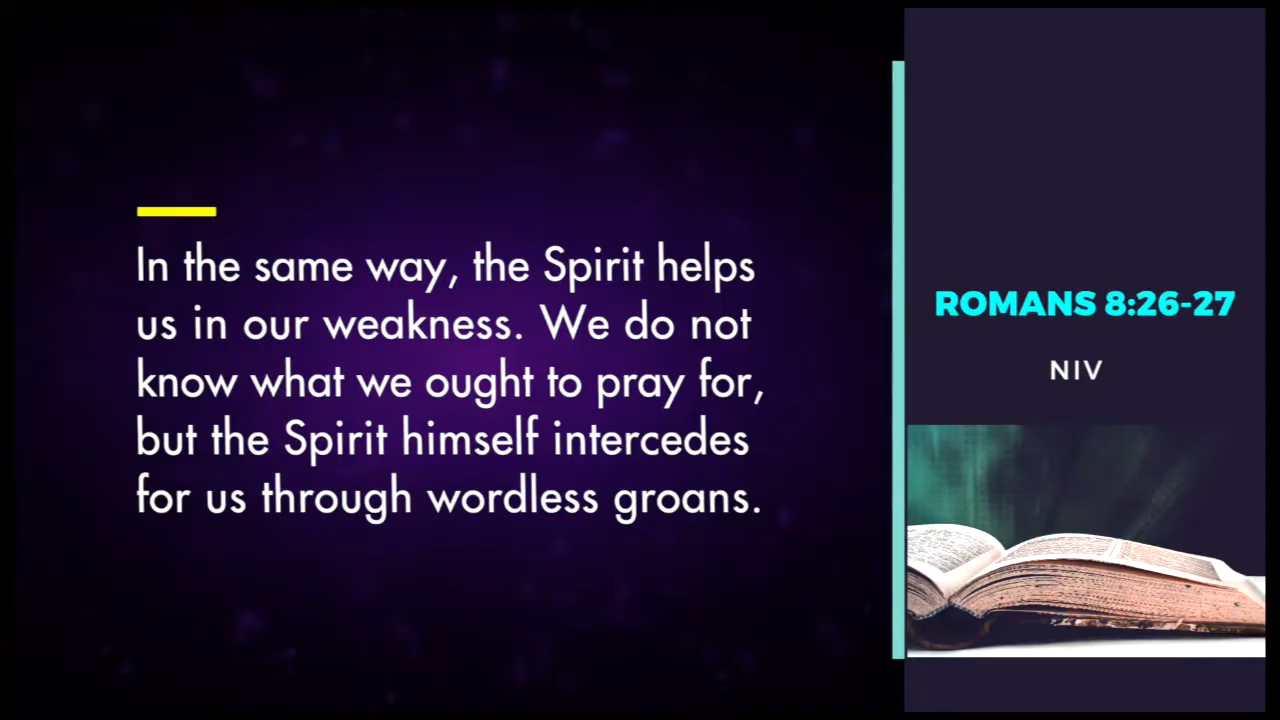 In the same way, the Spirit helps
us in our weakness. We do not
know what we ought to pray for,
but the Spirit himself intercedes
for us through wordless groans.
ROMANS 8:26-27
NIV